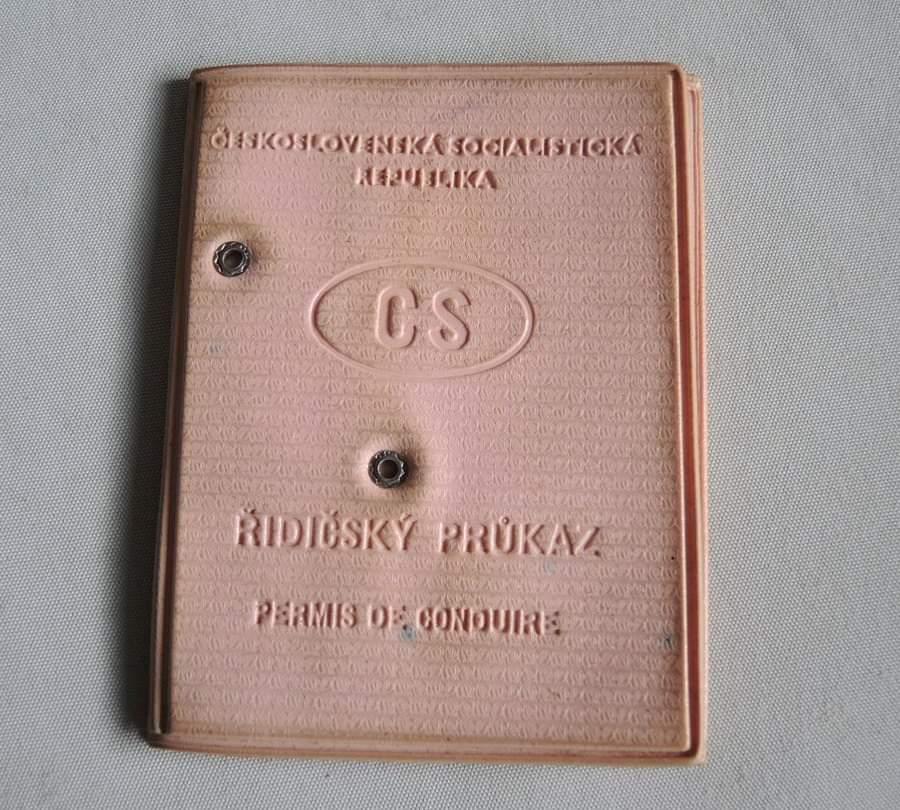 ČESKOSLOVENSKÁ SOCIALISTICKÁ
REPUBLIKA
CS
ŘIDIČSKÝ PRŮKAZ
PERMIS DE CONDUIRE